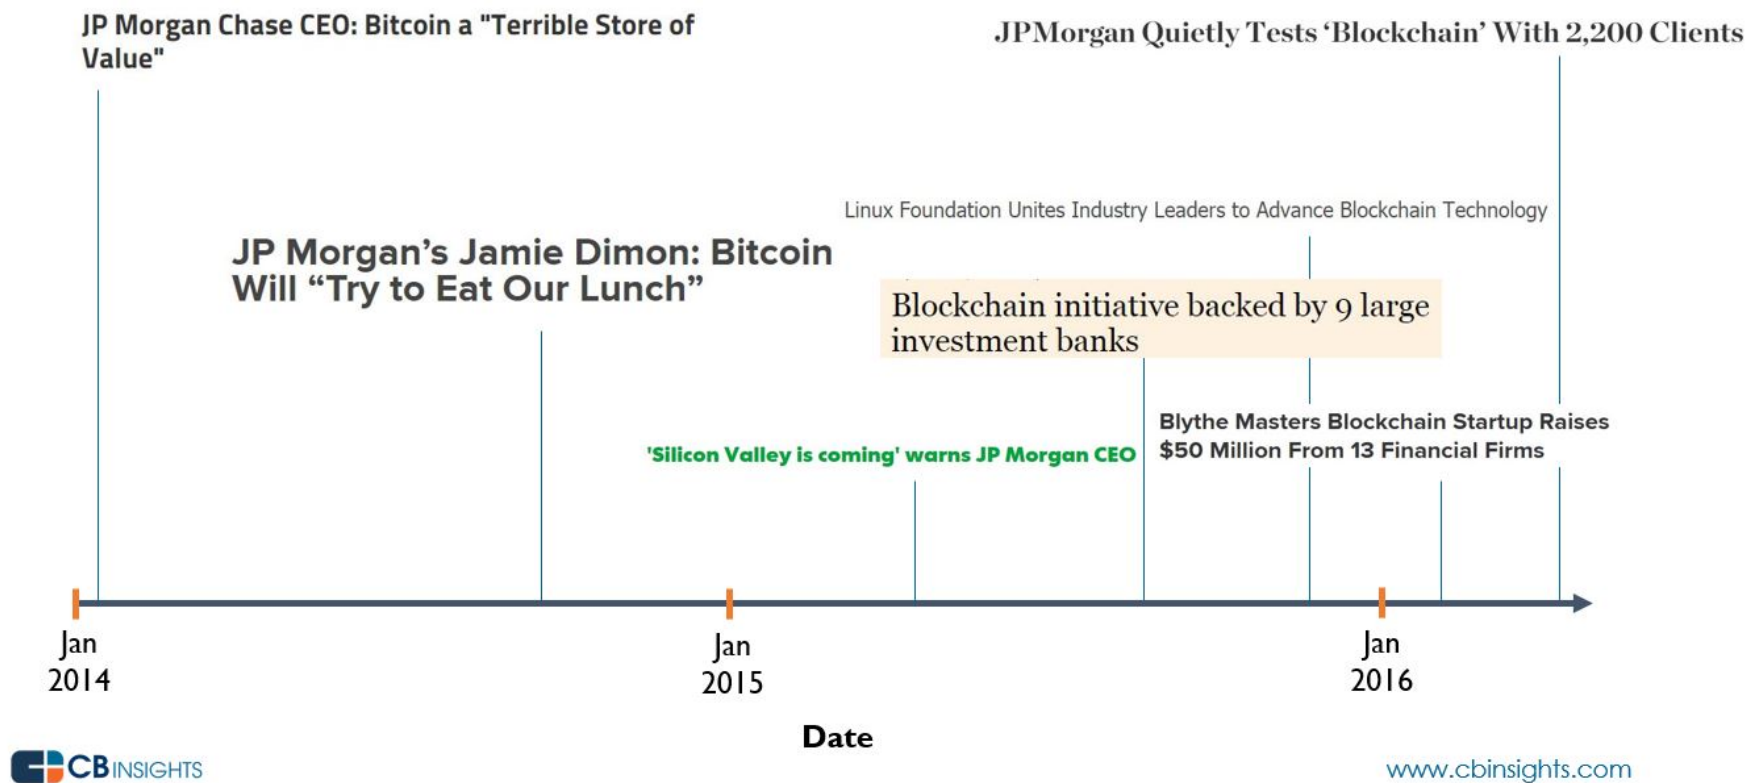 JP Morgan Chase CEO: Bitcoin a "Terrible Store of
Value"
JPMorgan Quietly Tests ‘Blockchain’ With 2,200 Clients
Linux Foundation Unites Industry Leaders to Advance Blockchain Technology
JP Morgan’s Jamie Dimon: Bitcoin
Will “Try to Eat Our Lunch”
Blockchain initiative backed by 9 large
investment banks
'Silicon Valley is coming' warns JP Morgan CEO
Blythe Masters Blockchain Startup Raises
$50 Million From 13 Financial Firms
Jan
2014
Jan
2015
Jan
2016
Date
CBINSIGHTS
www.cbinsights.com